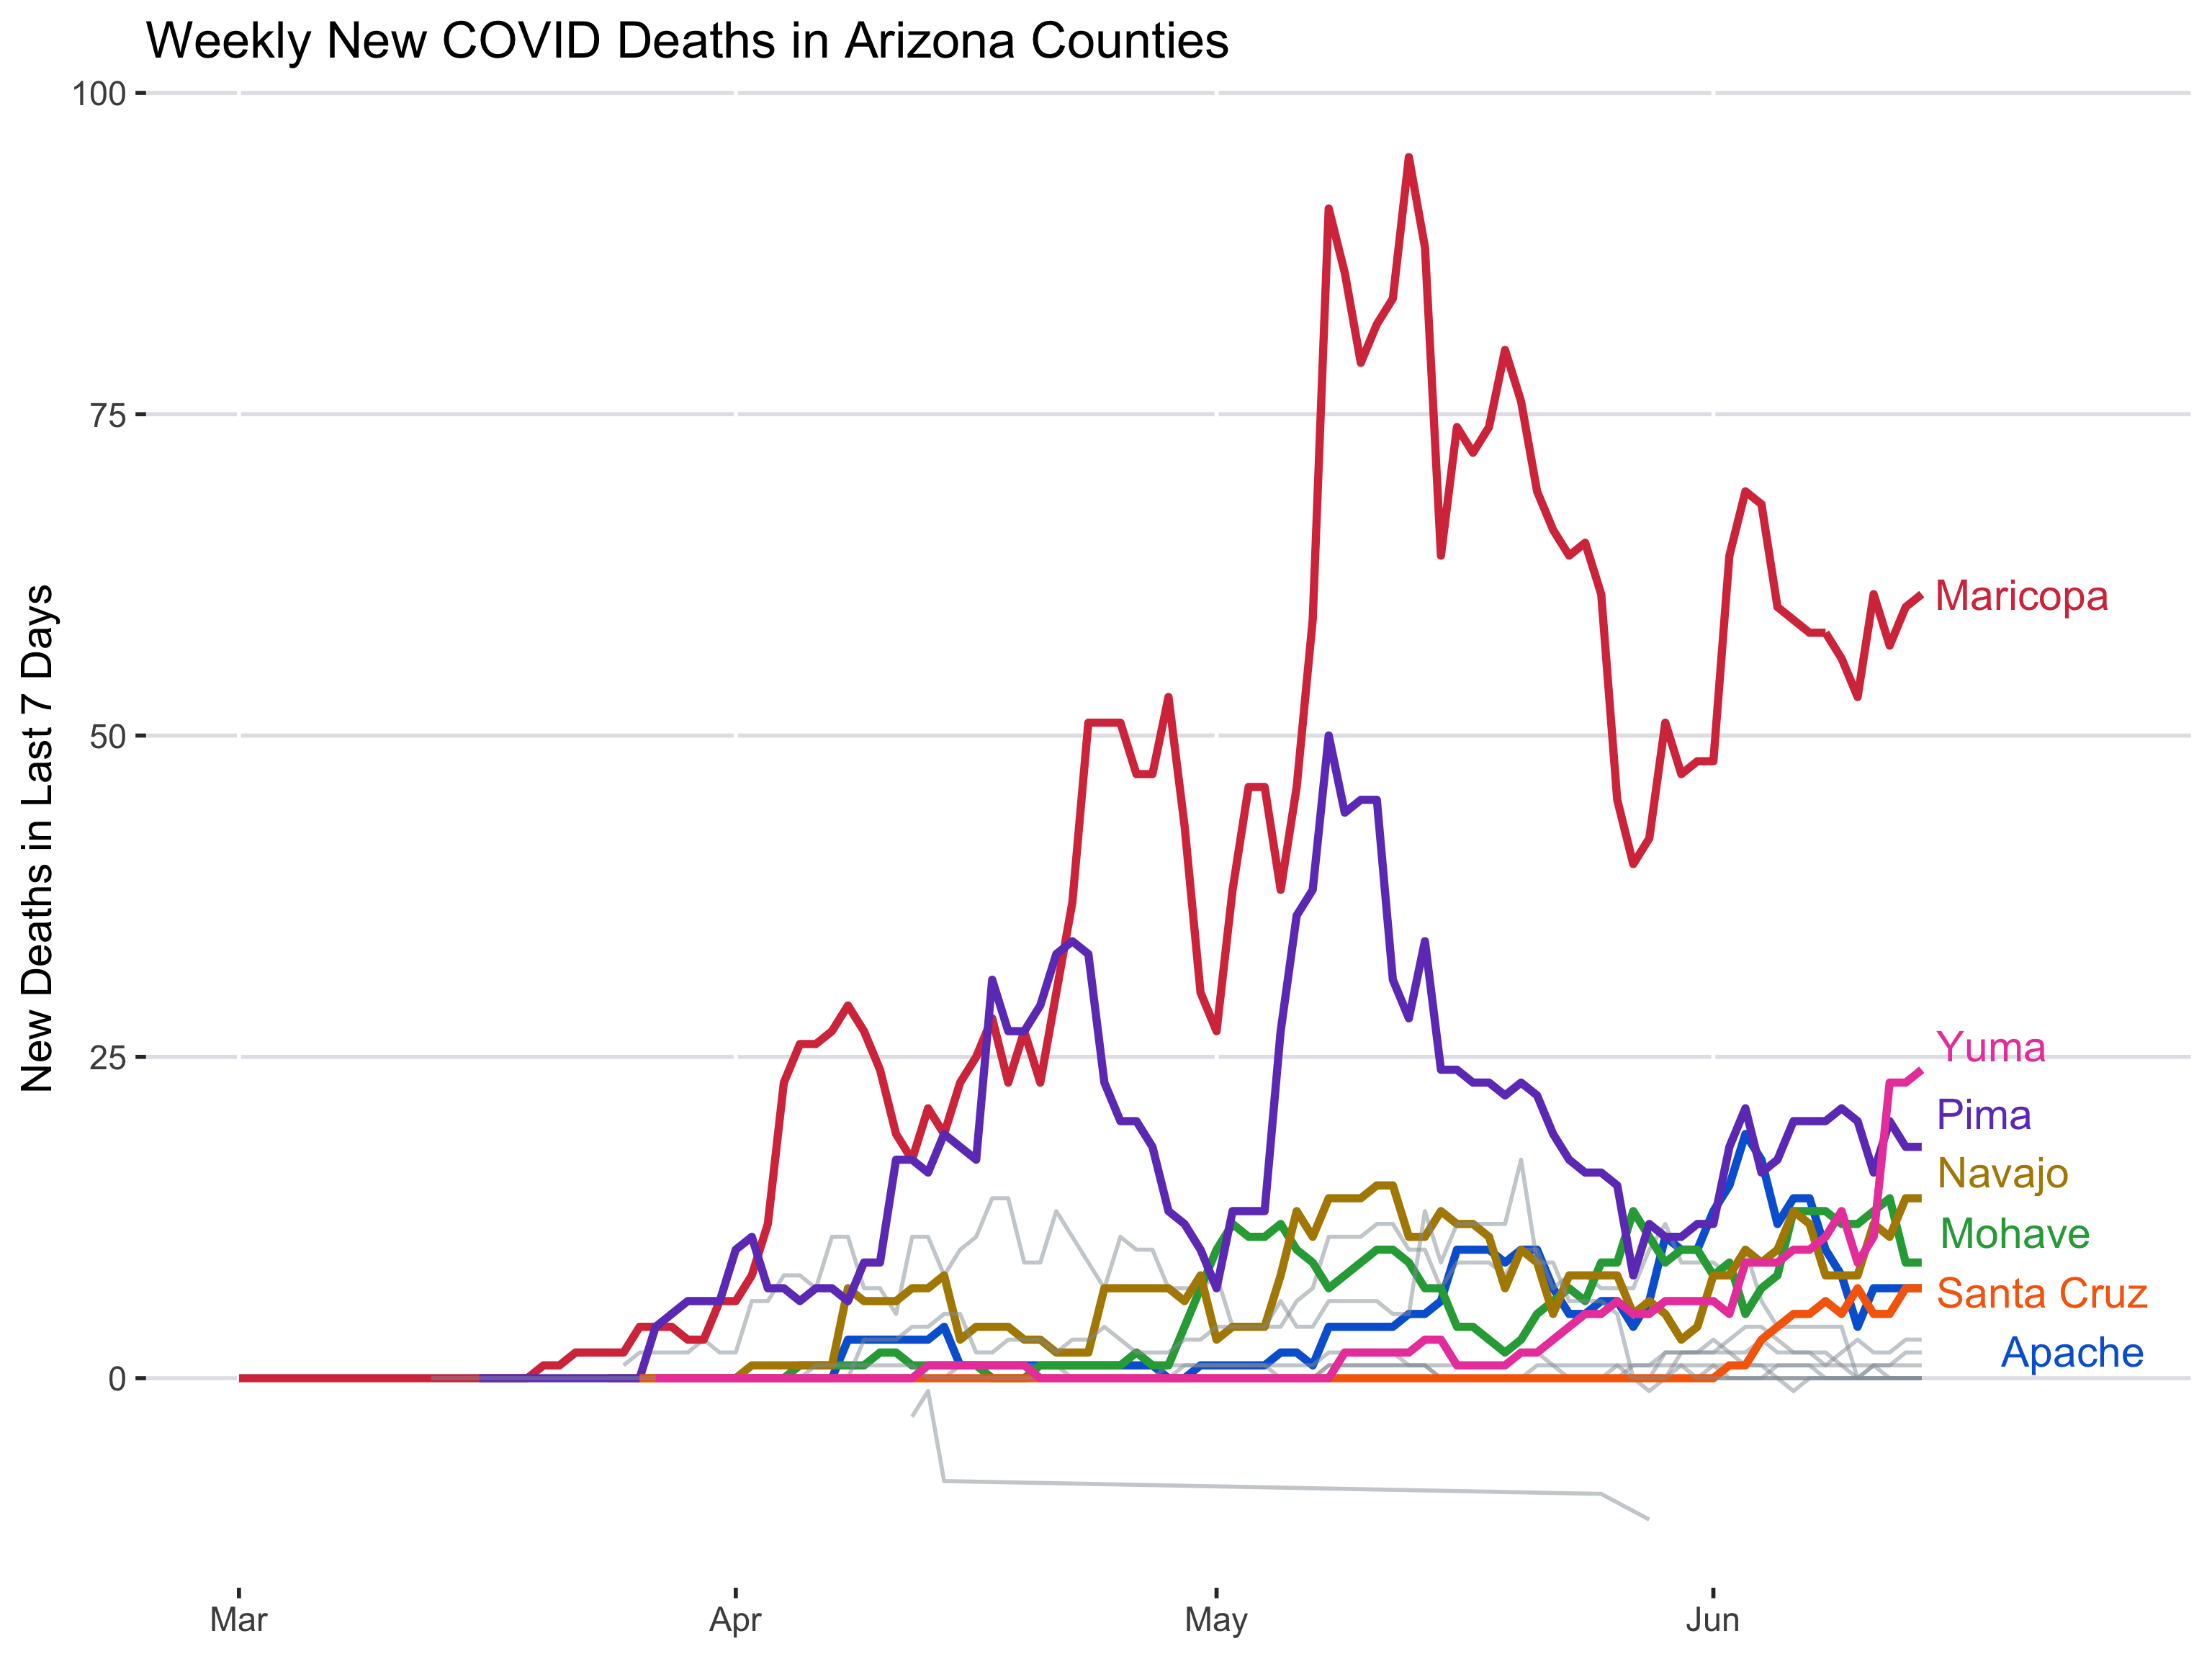 Weekly New COVID Deaths in Arizona Counties
100
75
50
25
0
New Deaths in Last 7 Days
Maricopa
Yuma
Pima
Navajo
Mohave
Santa Cruz
Apache
Mar
Apr
May
Jun